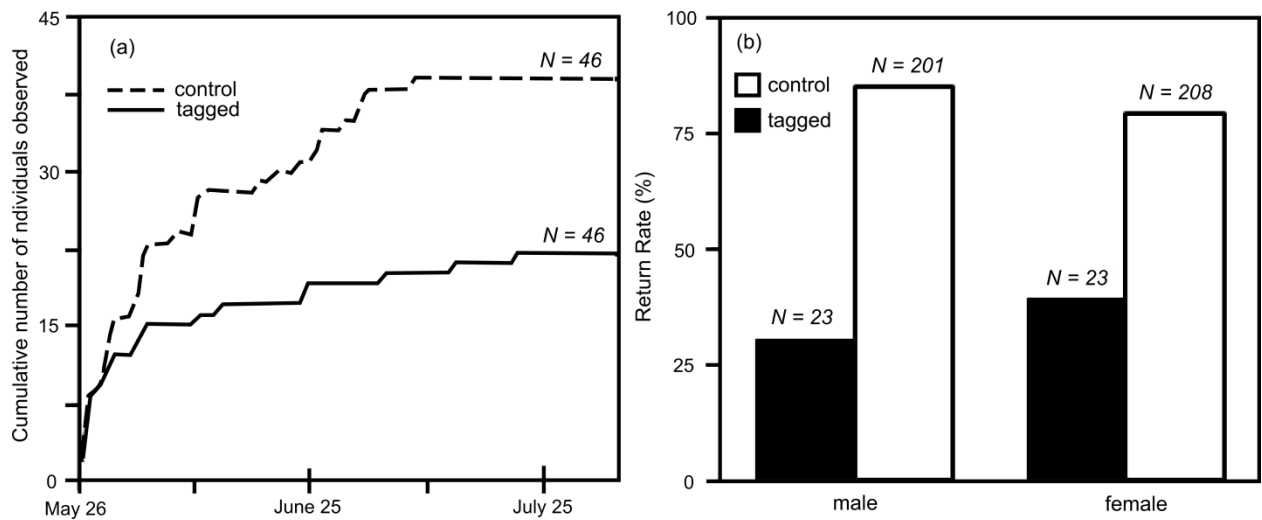 Cumulative number of ndividuals observed
45
30
15
0
(a)
control
tagged
N = 46
N = 46
May 26
June 25
July 25
Return Rate (%)
100
75
50
25
0
(b)
control
tagged
N = 201
N = 208
N = 23
N = 23
male
female